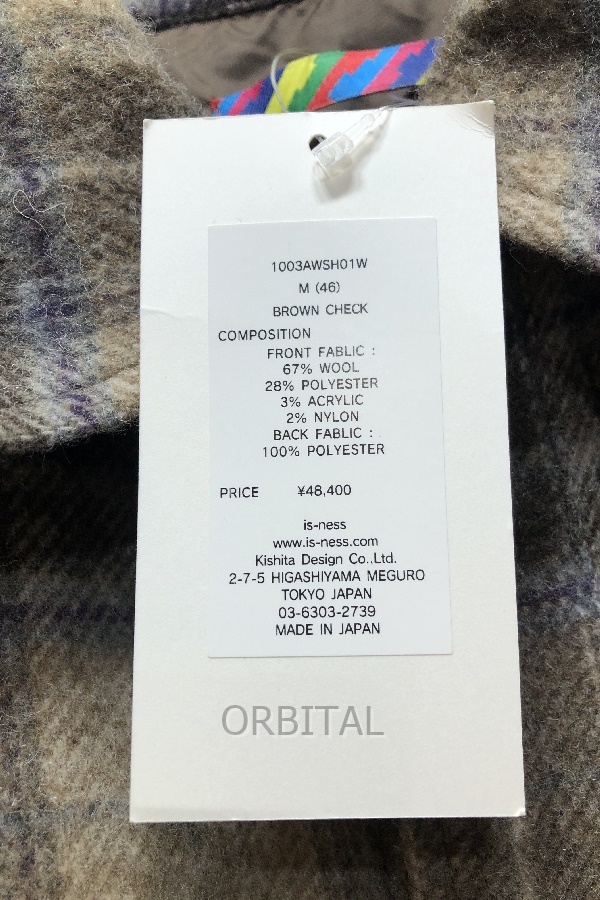 1003AWSH01W
M (46)
BROWN CHECK
COMPOSITION
FRONT FABLIC :
67% WOOL
28% POLYESTER
3% ACRYLIC
2% NYLON
BACK FABLIC :
100% POLYESTER
PRICE ¥48,400
is-ness
www.is-ness.com
Kishita Design Co.,Ltd.
2-7-5 HIGASHIYAMA MEGURO
TOKYO JAPAN
03-6303-2739
MADE IN JAPAN
ORBITAL